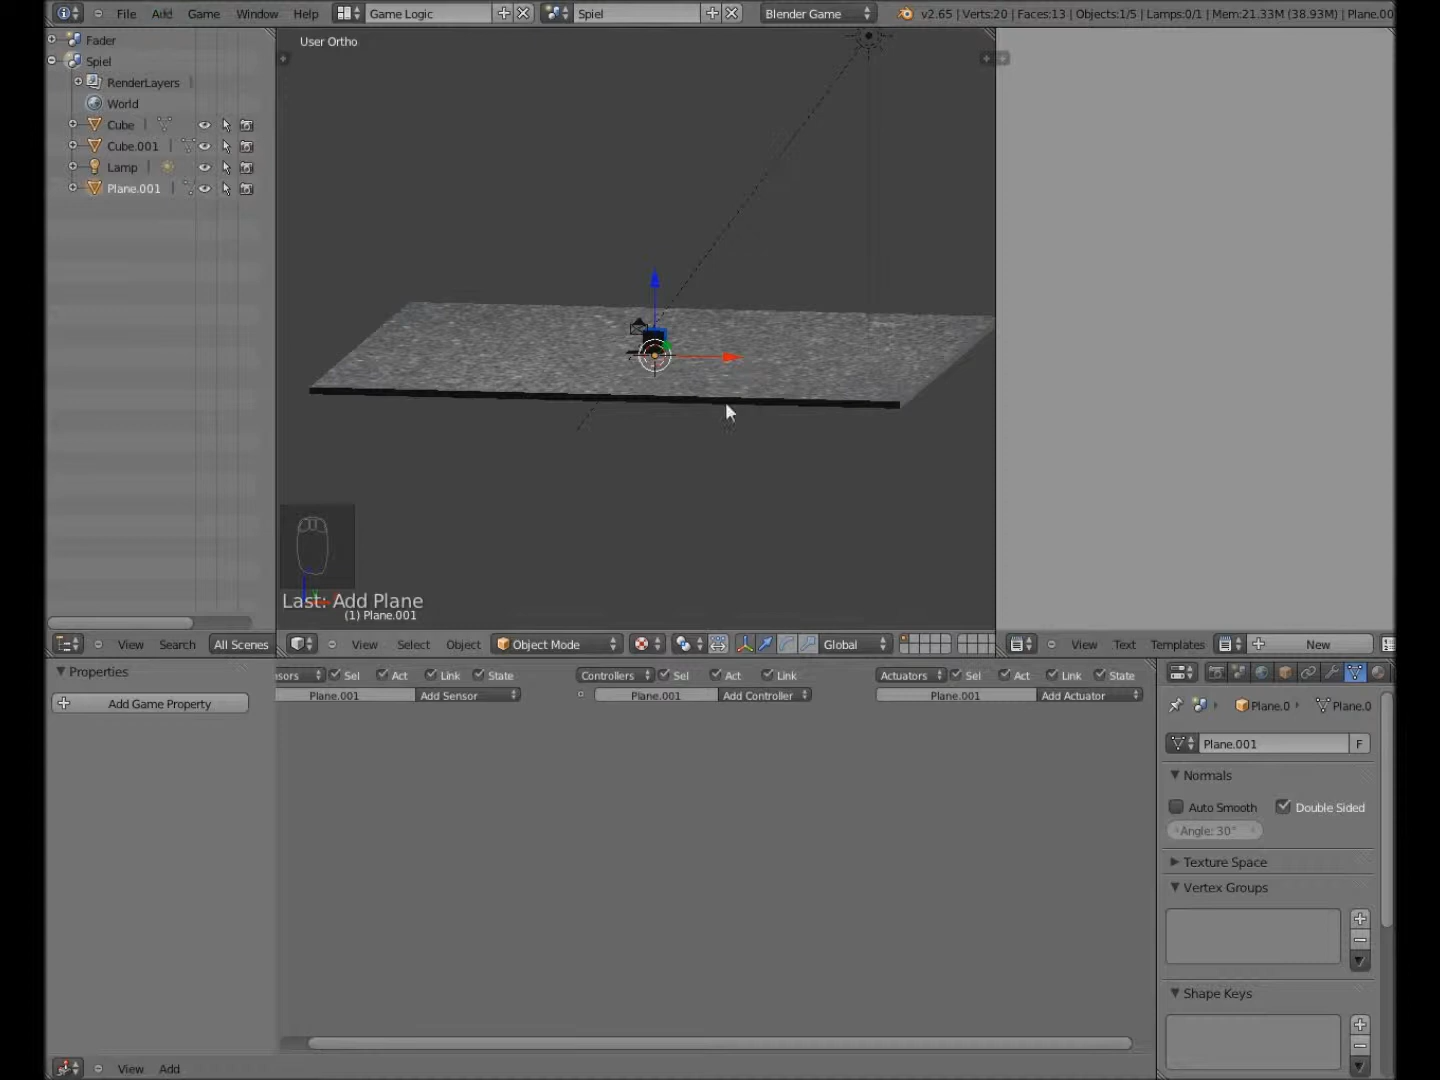 File Add Game Window Help Game Logic Spiel Blender Game v2.65 | Verts:20 | Faces:13 | Objects:1/5 | Lamps:0/1 | Mem:21.33M (38.93M) | Plane.00
Fader
Spiel
RenderLayers
World
Cube
Cube.001
Lamp
Plane.001
User Ortho
Last: Add Plane
(1) Plane.001
View Search All Scenes
View Select Object Object Mode Global
View Text Templates New
Properties
Add Game Property
sors Sel Act Link State
Plane.001 Add Sensor
Controllers Sel Act Link
Plane.001 Add Controller
Actuators Sel Act Link State
Plane.001 Add Actuator
Plane.0 Plane.0
Plane.001 F
Normals
Auto Smooth Double Sided
Angle: 30°
Texture Space
Vertex Groups
Shape Keys
View Add